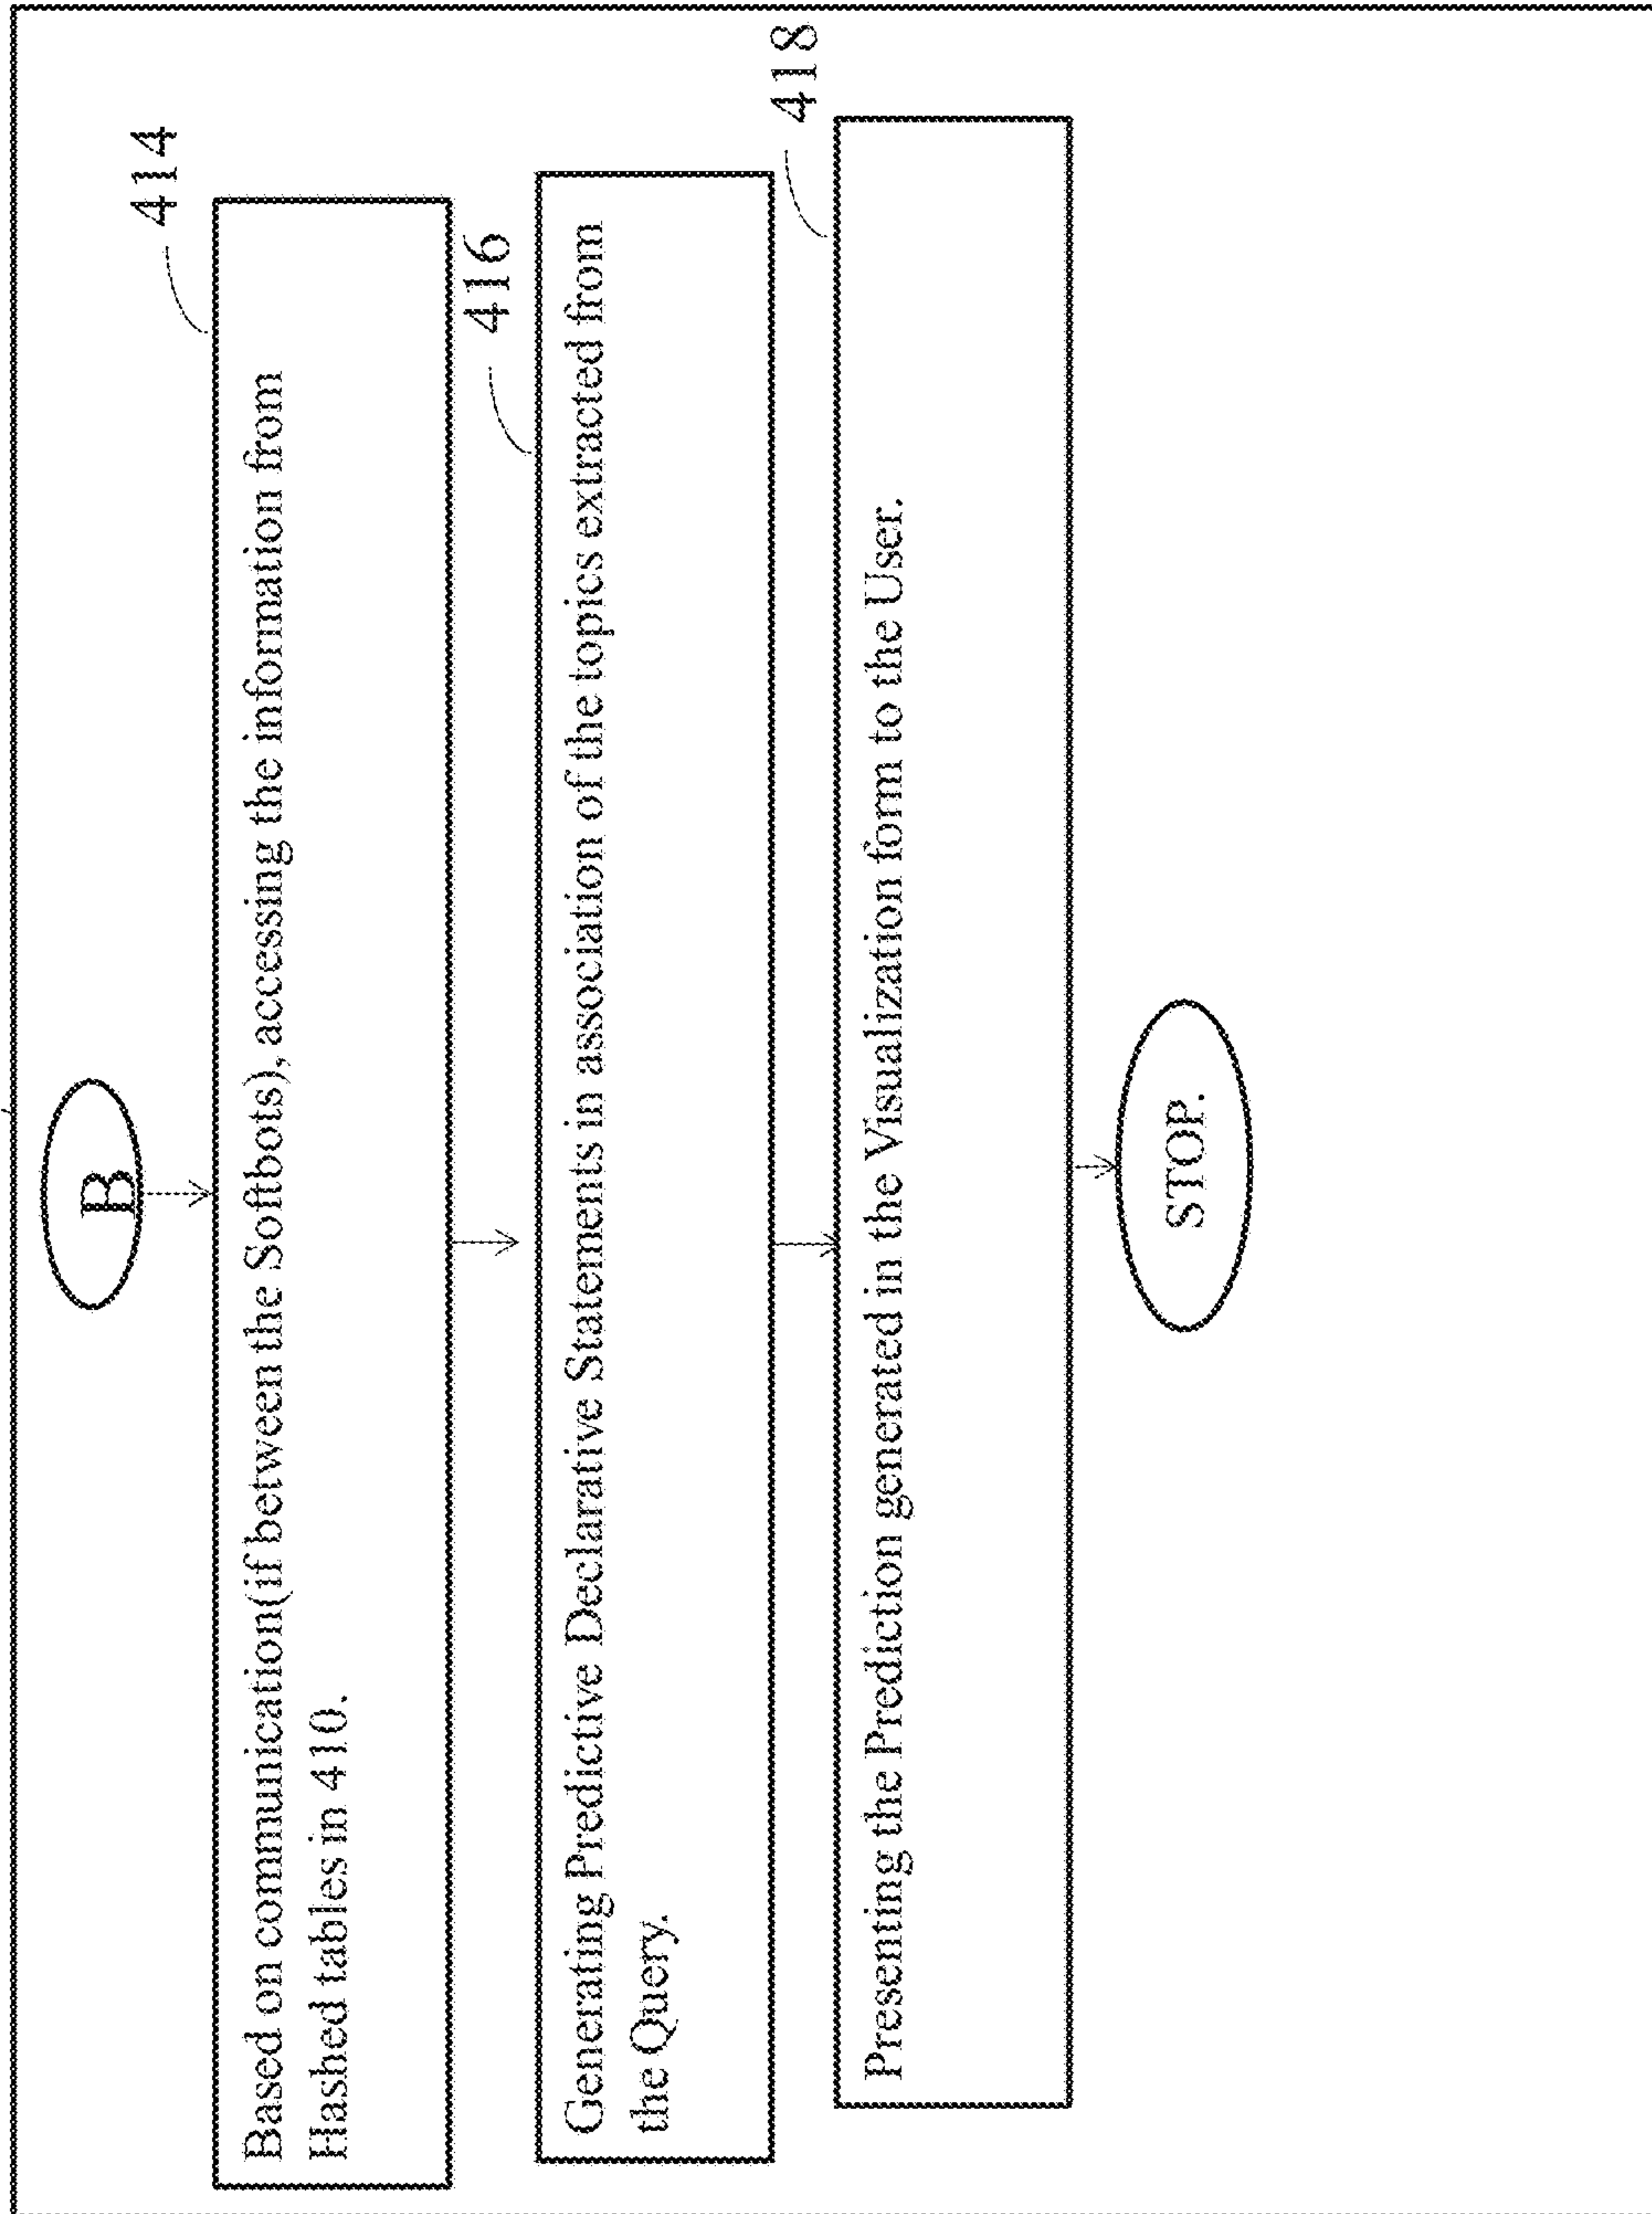 B
414
Based on communication(if between the Softbots), accessing the information from
Hashed tables in 410.
416
Generating Predictive Declarative Statements in association of the topics extracted from
the Query.
418
Presenting the Prediction generated in the Visualization form to the User.
STOP.